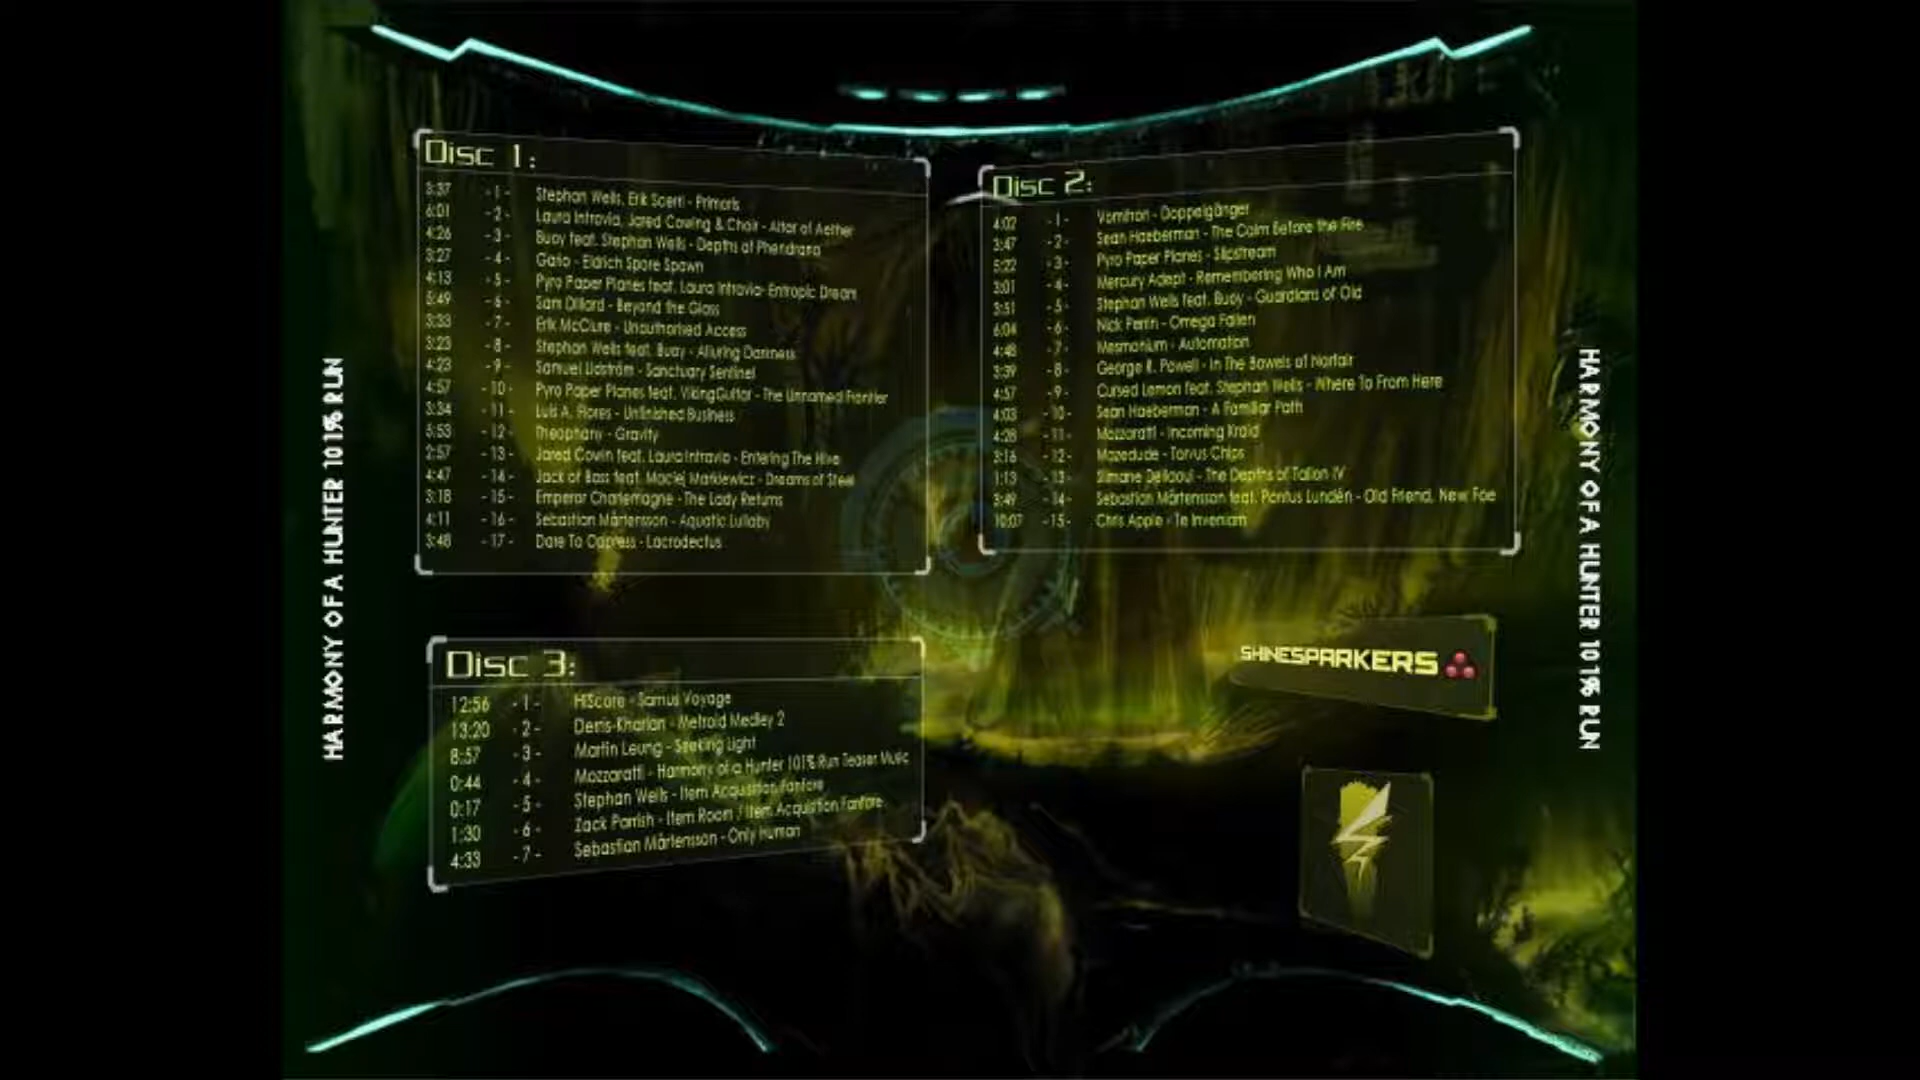 Disc 1:
3:37 - 1 - Stephan Wells, Erik Scerri - Primoris
6:01 - 2 - Laura Intravia, Jared Cowing & Choir - Altar of Aether
4:26 - 3 - Buoy feat. Stephan Wells - Depths of Phendrana
3:27 - 4 - Gario - Eldrich Spore Spawn
4:13 - 5 - Pyro Paper Planes feat. Laura Intravia- Entropic Dream
5:49 - 6 - Sam Dillard - Beyond the Glass
3:33 - 7 - Erik McClure - Unauthorised Access
3:23 - 8 - Stephan Wells feat. Buoy - Alluring Darkness
4:23 - 9 - Samuel Lidström - Sanctuary Sentinel
4:57 - 10 - Pyro Paper Planes feat. VikingGuitar - The Unnamed Frontier
3:34 - 11 - Luis A. Flores - Unfinished Business
5:53 - 12 - Theophany - Gravity
2:57 - 13 - Jared Cowin feat. Laura Intravia - Entering The Hive
4:47 - 14 - Jack of Bass feat. Maciej Markiewicz - Dreams of Steel
3:18 - 15 - Emperor Charlemagne - The Lady Returns
4:11 - 16 - Sebastian Mårtensson - Aquatic Lullaby
3:48 - 17 - Dare To Oppress - Lacrodectus
Disc 2:
4:02 - 1 - Vomitron - Doppelgänger
3:47 - 2 - Sean Haeberman - The Calm Before the Fire
5:22 - 3 - Pyro Paper Planes - Slipstream
3:01 - 4 - Mercury Adept - Remembering Who I Am
3:51 - 5 - Stephan Wells feat. Buoy - Guardians of Old
6:04 - 6 - Nick Perrin - Omega Fallen
4:48 - 7 - Mesmonium - Automation
3:39 - 8 - George R. Powell - In The Bowels of Norfair
4:57 - 9 - Cursed Lemon feat. Stephan Wells - Where To From Here
4:03 - 10 - Sean Haeberman - A Familiar Path
4:28 - 11 - Mozzaratti - Incoming Kraid
3:16 - 12 - Mazedude - Torvus Chips
1:13 - 13 - Slimane Dellaoui - The Depths of Tallon IV
3:49 - 14 - Sebastian Mårtensson feat. Pontus Lundén - Old Friend, New Foe
10:07 - 15 - Chris Apple - Te Inveniam
Disc 3:
12:56 - 1 - HiScore - Samus Voyage
13:20 - 2 - Denis-Kharlan - Metroid Medley 2
8:57 - 3 - Martin Leung - Seeking Light
0:44 - 4 - Mozzaratti - Harmony of a Hunter 101% Run Teaser Music
0:17 - 5 - Stephan Wells - Item Acquisition Fanfare
1:30 - 6 - Zack Parrish - Item Room / Item Acquistion Fanfare
4:33 - 7 - Sebastian Mårtensson - Only Human
SHINESPARKERS
HARMONY OF A HUNTER 101% RUN
HARMONY OF A HUNTER 101% RUN